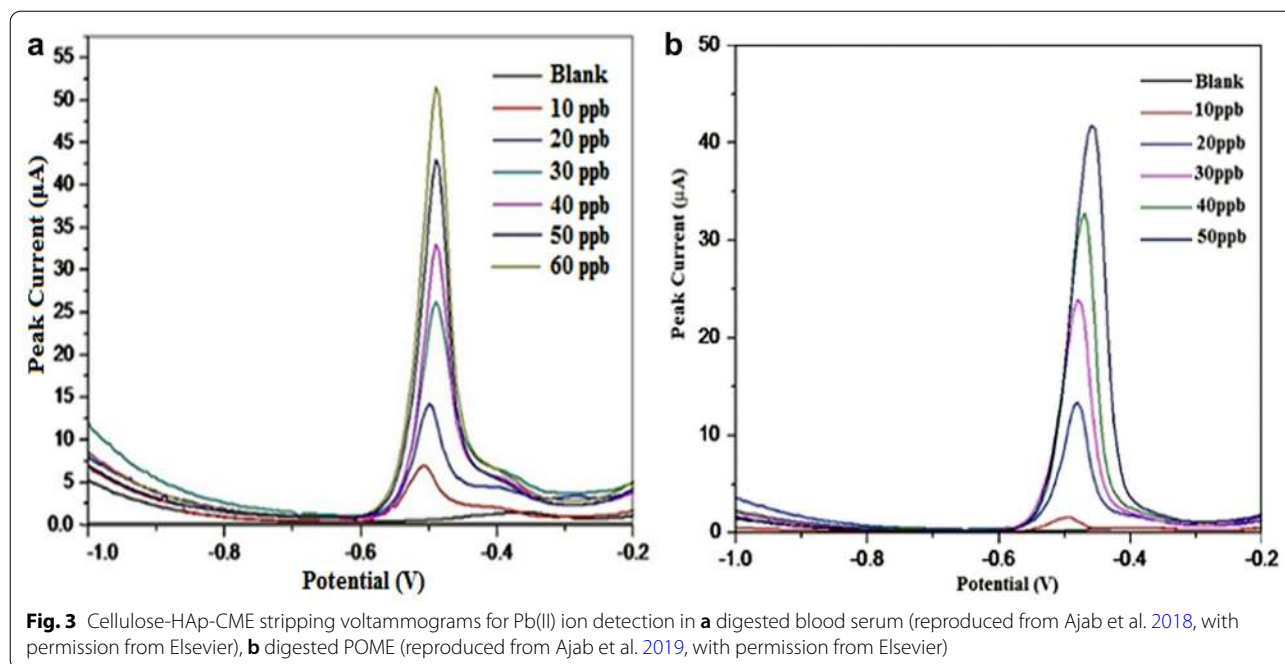 a
Peak Current (µA)
55
50
45
40
35
30
25
20
15
10
5
0.0
-1.0
-0.8
-0.6
-0.4
-0.2
Potential (V)
Blank
10 ppb
20 ppb
30 ppb
40 ppb
50 ppb
60 ppb
b
Peak Current (µA)
50
40
30
20
10
0
-1.0
-0.8
-0.6
-0.4
-0.2
Potential (V)
Blank
10ppb
20ppb
30ppb
40ppb
50ppb
Fig. 3 Cellulose-HAp-CME stripping voltammograms for Pb(II) ion detection in a digested blood serum (reproduced from Ajab et al. 2018, with
permission from Elsevier), b digested POME (reproduced from Ajab et al. 2019, with permission from Elsevier)